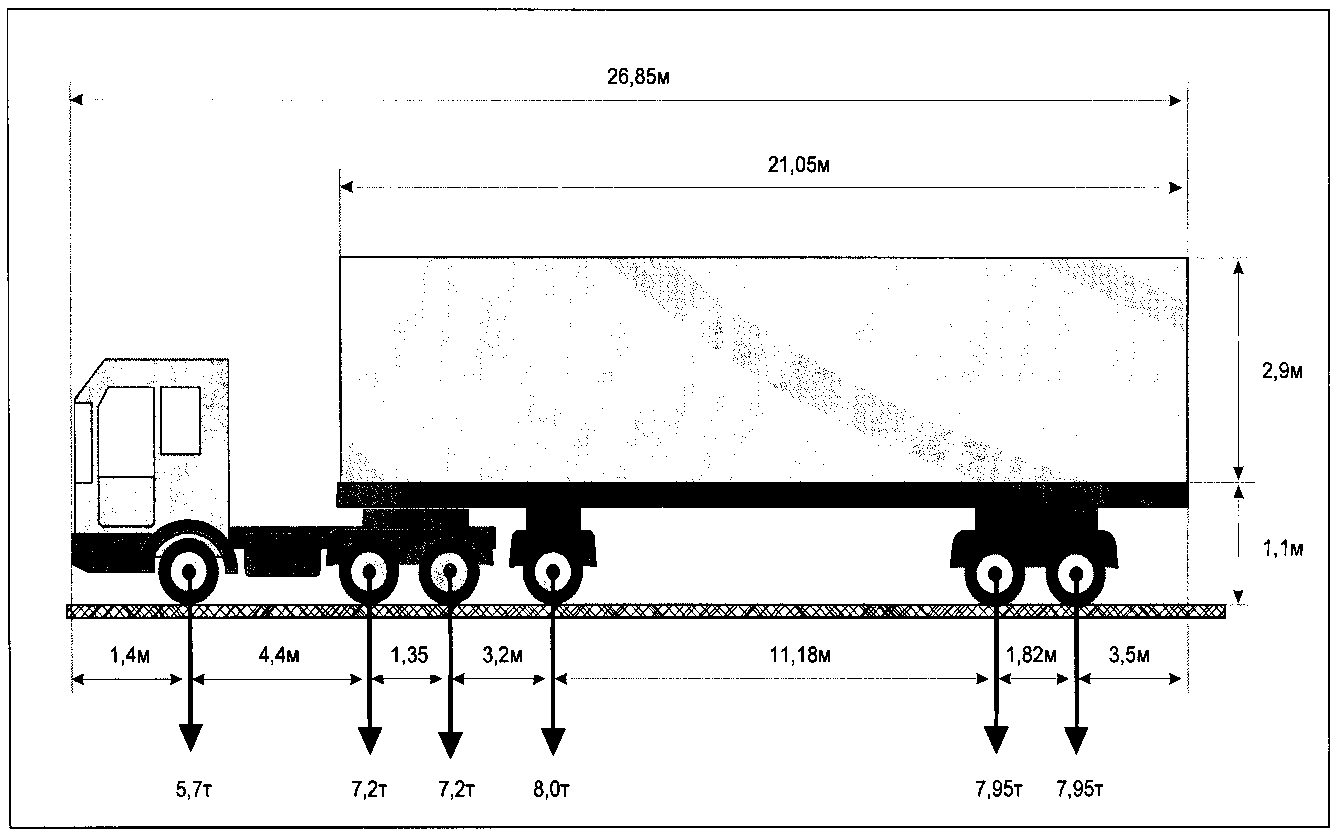 26,85м
21,05м
2,9м
1,1м
1,4м 4,4м 1,35 3,2м 11,18м 1,82м 3,5м
5,7т 7,2т 7,2т 8,0т 7,95т 7,95т